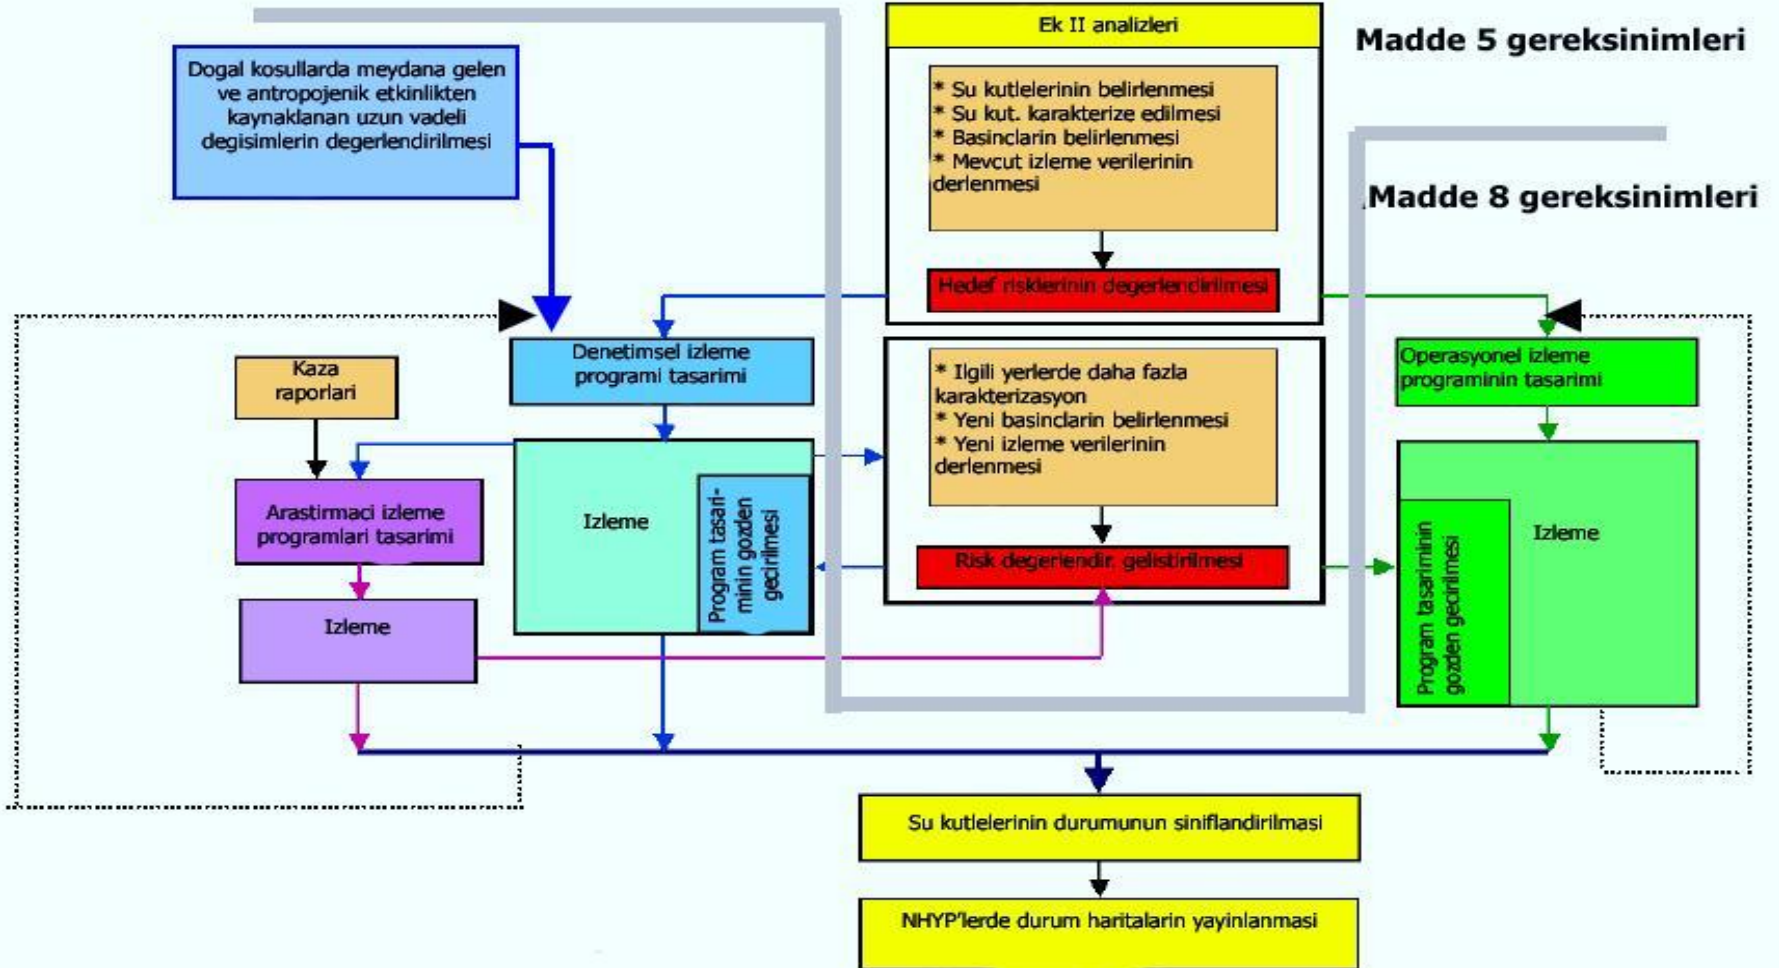 Ek II analizleri
Madde 5 gereksinimleri
Dogal kosullarda meydana gelen
ve antropojenik etkinlikten
kaynaklanan uzun vadeli
degisimlerin degerlendirilmesi
* Su kutlelerinin belirlenmesi
* Su kut. karakterize edilmesi
* Basinclarin belirlenmesi
* Mevcut izleme verilerinin
derlenmesi
Madde 8 gereksinimleri
Hedef risklerinin degerlendirilmesi
Denetimsel izleme
programi tasarimi
Kaza
raporlari
* Ilgili yerlerde daha fazla
karakterizasyon
* Yeni basinclarin belirlenmesi
* Yeni izleme verilerinin
derlenmesi
Operasyonel izleme
programinin tasarimi
Arastirmaci izleme
programlari tasarimi
Izleme
Program tasari-
minin gozden
gecirilmesi
Risk degerlendir. gelistirilmesi
Program tasariminin
gozden gecirilmesi
Izleme
Izleme
Su kutlelerinin durumunun siniflandirilmasi
NHYP'lerde durum haritalarin yayinlanmasi